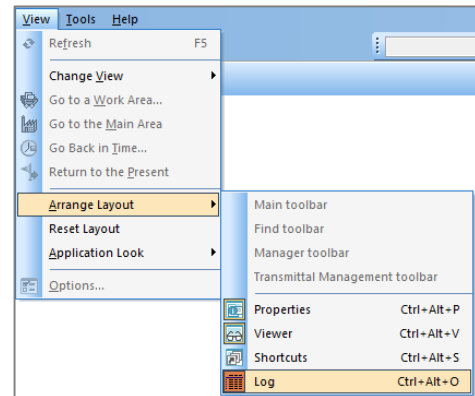 View Tools Help
Refresh F5
Change View
Go to a Work Area...
Go to the Main Area
Go Back in Time...
Return to the Present
Arrange Layout
Reset Layout
Application Look
Options...
Main toolbar
Find toolbar
Manager toolbar
Transmittal Management toolbar
Properties Ctrl+Alt+P
Viewer Ctrl+Alt+V
Shortcuts Ctrl+Alt+S
Log Ctrl+Alt+O